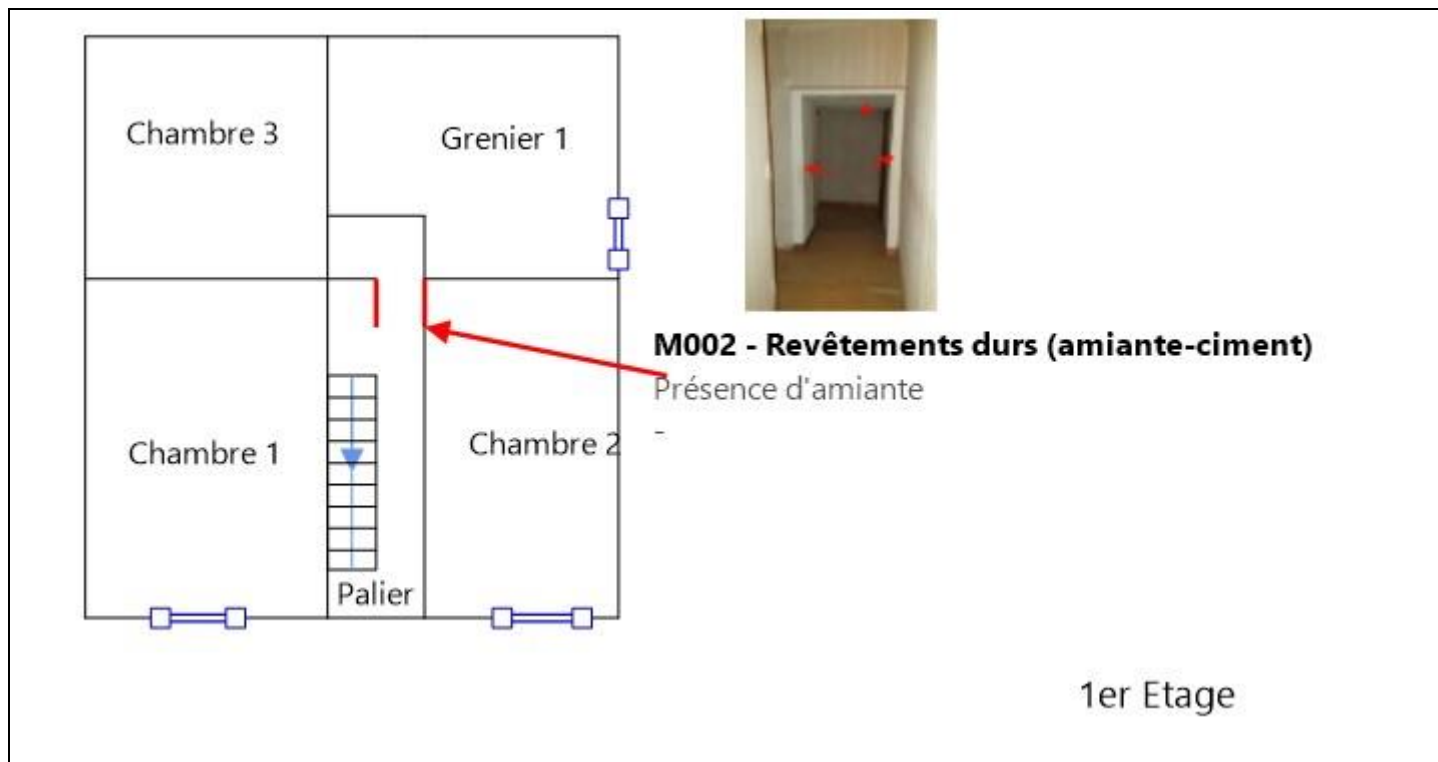 Chambre 3
Grenier 1
M002 - Revêtements durs (amiante-ciment)
Présence d'amiante
-
Chambre 1
Chambre 2
Palier
1er Etage